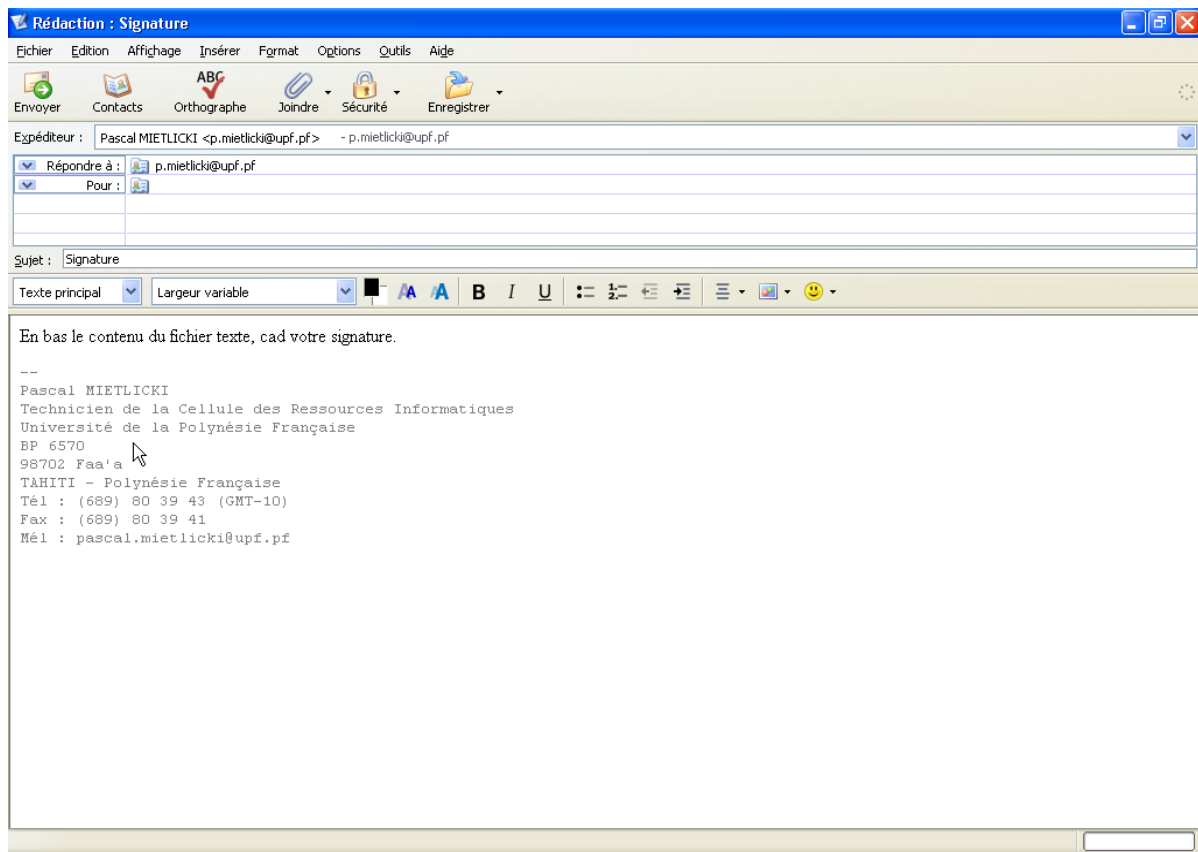 Rédaction : Signature
Fichier Edition Affichage Insérer Format Options Outils Aide
ABC
Envoyer Contacts Orthographe Joindre Sécurité Enregistrer
Expéditeur : Pascal MIETLICKI <p.mietlicki@upf.pf> - p.mietlicki@upf.pf
Répondre à : p.mietlicki@upf.pf
Pour :
Sujet : Signature
Texte principal Largeur variable AA AA B I U
En bas le contenu du fichier texte, cad votre signature.
--
Pascal MIETLICKI
Technicien de la Cellule des Ressources Informatiques
Université de la Polynésie Française
BP 6570
98702 Faa'a
TAHITI - Polynésie Française
Tél : (689) 80 39 43 (GMT-10)
Fax : (689) 80 39 41
Mél : pascal.mietlicki@upf.pf